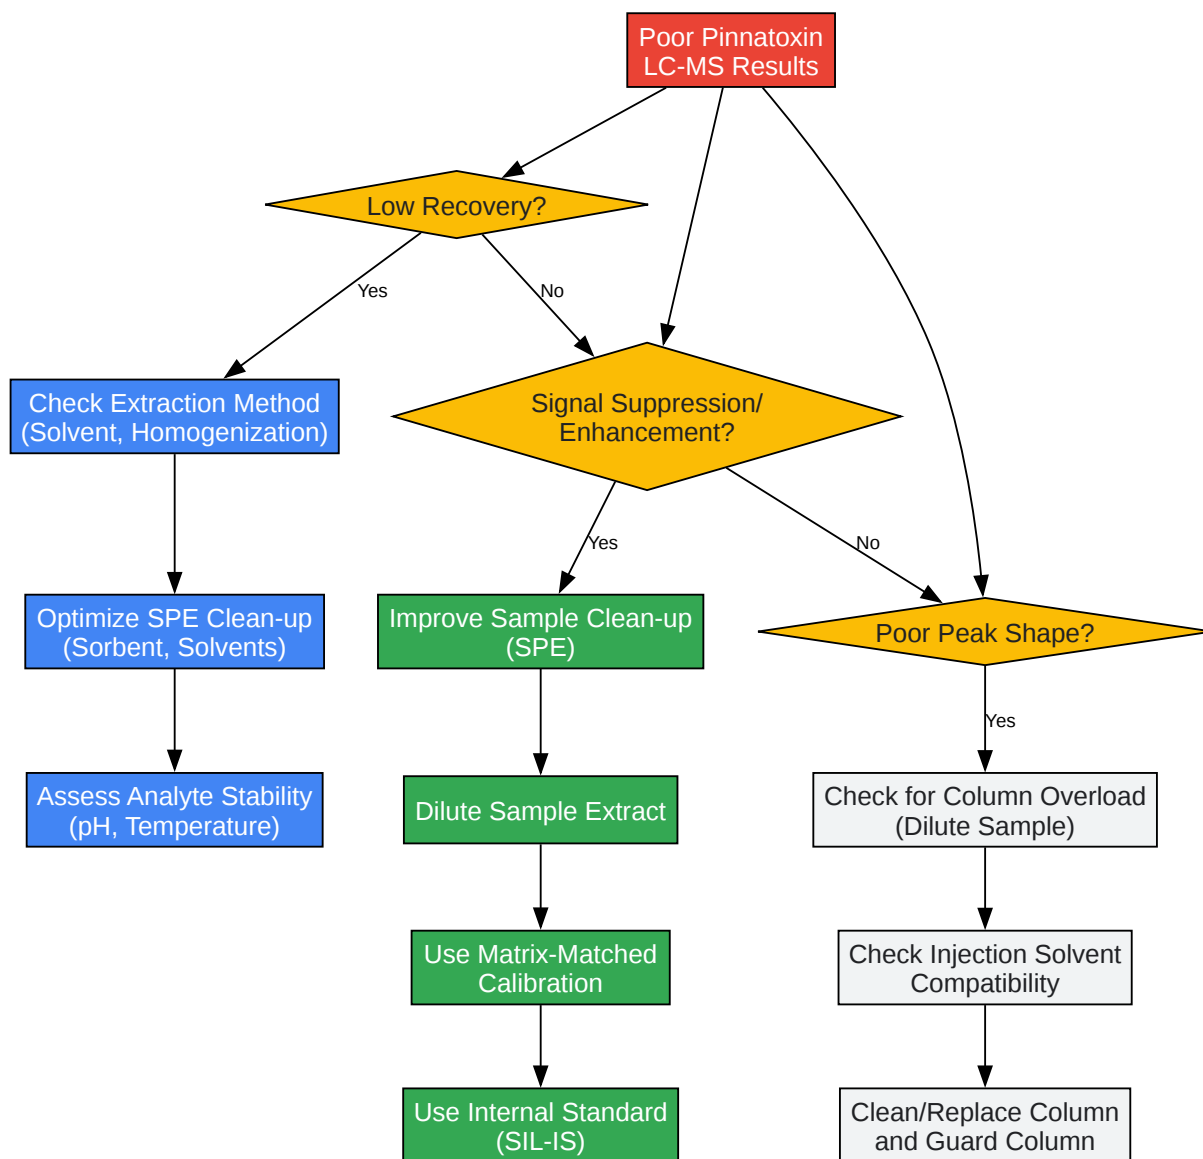 Poor Pinnatoxin
LC-MS Results
Low Recovery?
Yes
No
Check Extraction Method
(Solvent, Homogenization)
Signal Suppression/
Enhancement?
Yes
No
Optimize SPE Clean-up
(Sorbent, Solvents)
Improve Sample Clean-up
(SPE)
Poor Peak Shape?
Yes
Assess Analyte Stability
(pH, Temperature)
Dilute Sample Extract
Check for Column Overload
(Dilute Sample)
Use Matrix-Matched
Calibration
Check Injection Solvent
Compatibility
Use Internal Standard
(SIL-IS)
Clean/Replace Column
and Guard Column